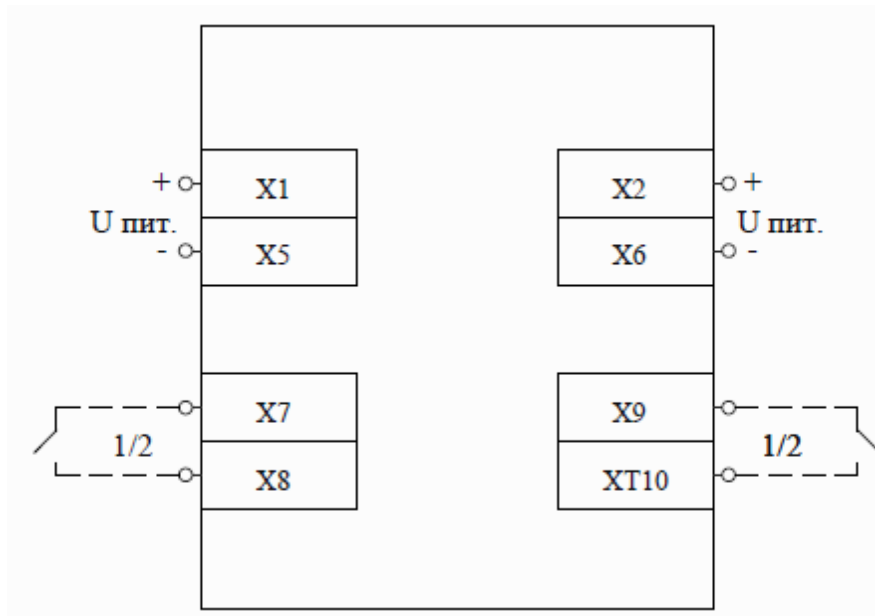 + X1 X2 +
U пит. U пит.
- X5 X6 -
X7 X9
1/2 1/2
X8 XT10